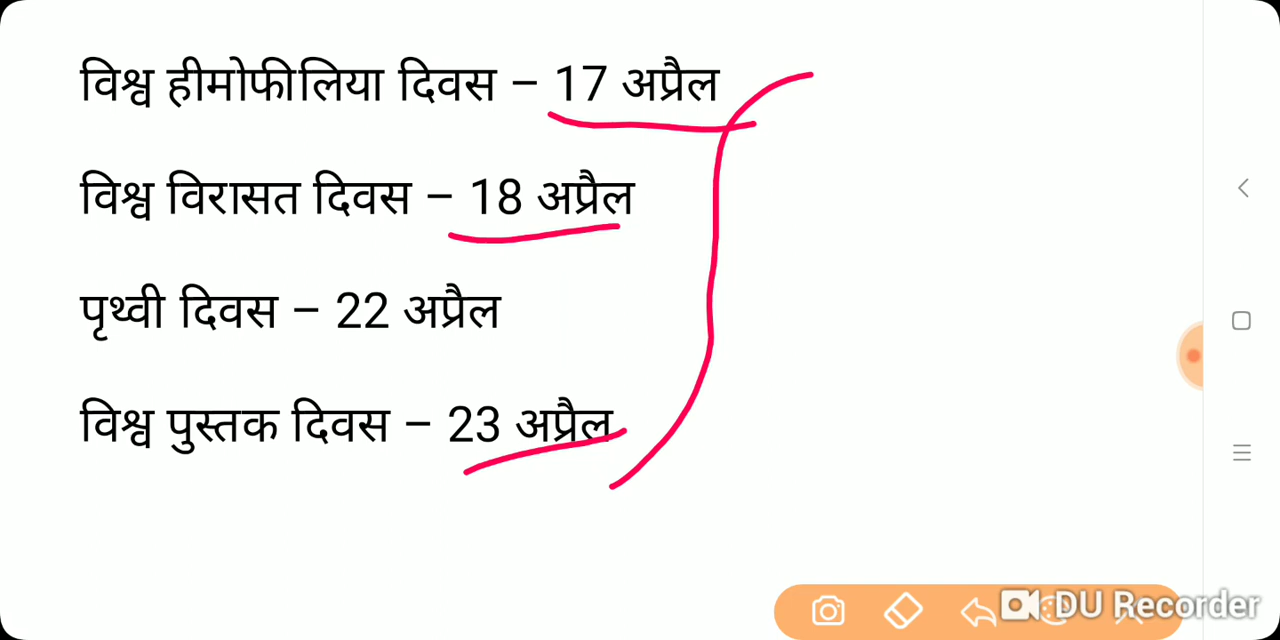 विश्व हीमोफीलिया दिवस – 17 अप्रैल
विश्व विरासत दिवस – 18 अप्रैल
पृथ्वी दिवस – 22 अप्रैल
विश्व पुस्तक दिवस – 23 अप्रैल
DU Recorder